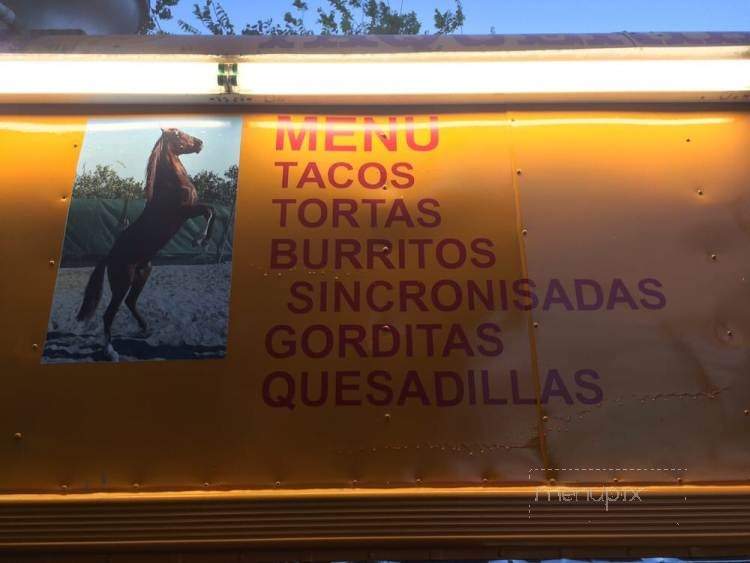 MENU
TACOS
TORTAS
BURRITOS
SINCRONISADAS
GORDITAS
QUESADILLAS
menupix